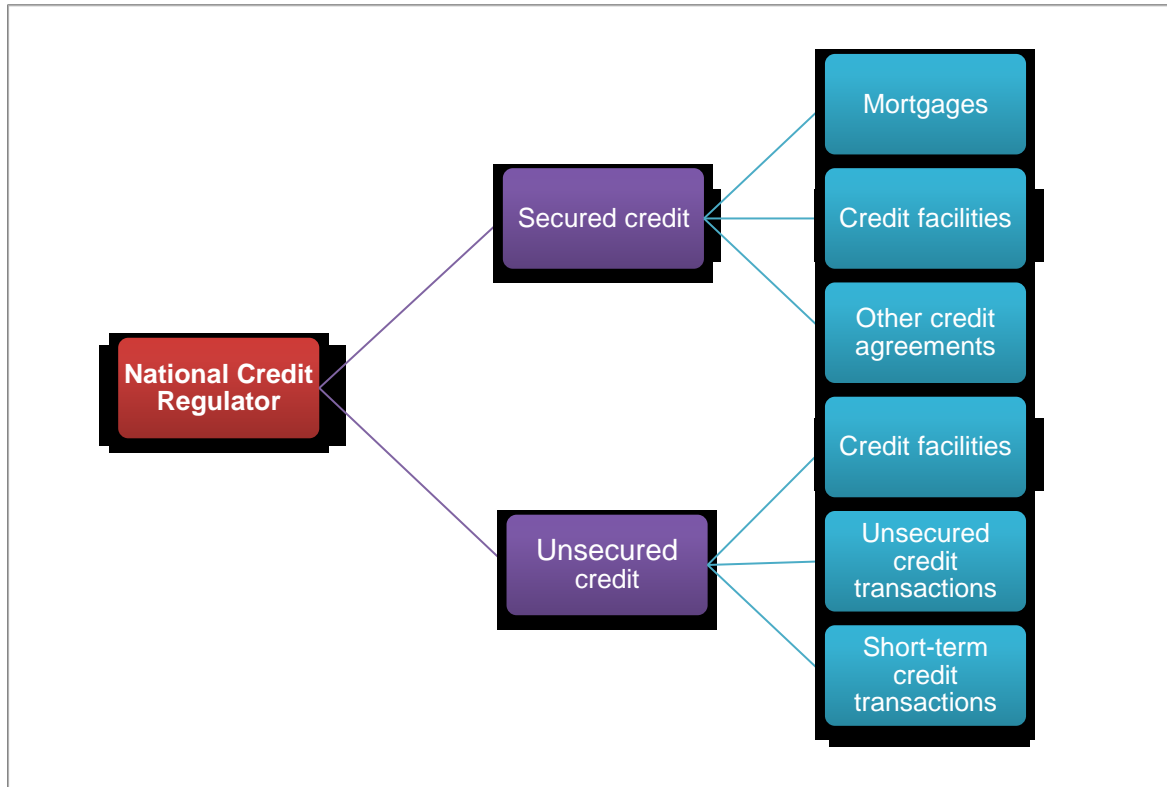 National Credit
Regulator
Secured credit
Mortgages
Credit facilities
Other credit
agreements
Unsecured
credit
Credit facilities
Unsecured
credit
transactions
Short-term
credit
transactions